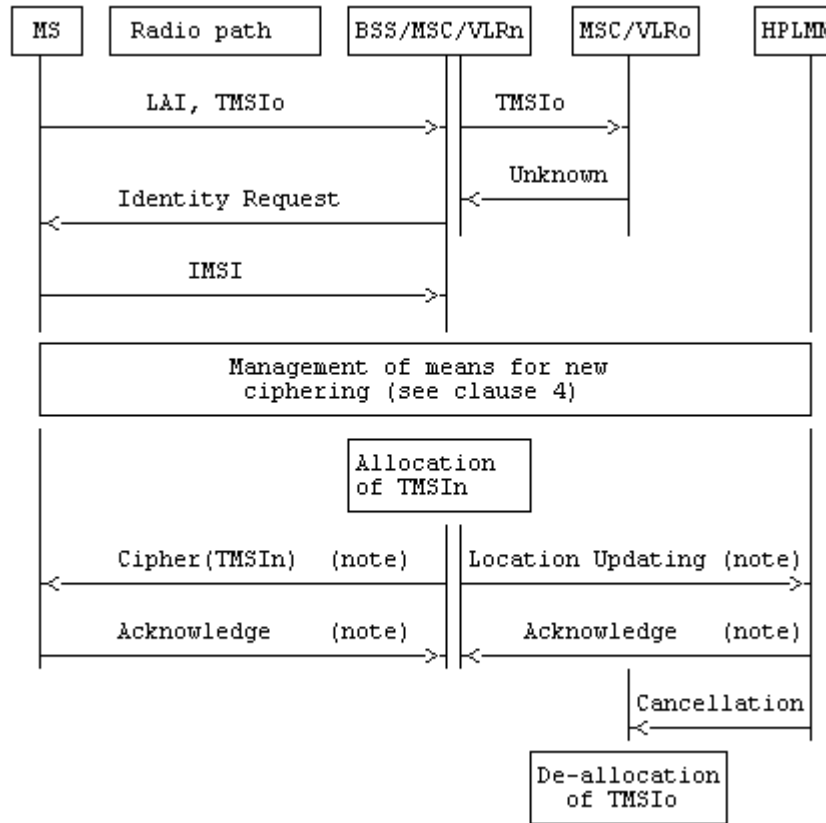 MS Radio path BSS/MSC/VLRn MSC/VLRo HPLMN
LAI, TMSIo TMSIo
Unknown
Identity Request
IMSI
Management of means for new
ciphering (see clause 4)
Allocation
of TMSIn
Cipher(TMSIn) (note) Location Updating (note)
Acknowledge (note) Acknowledge (note)
Cancellation
De-allocation
of TMSIo